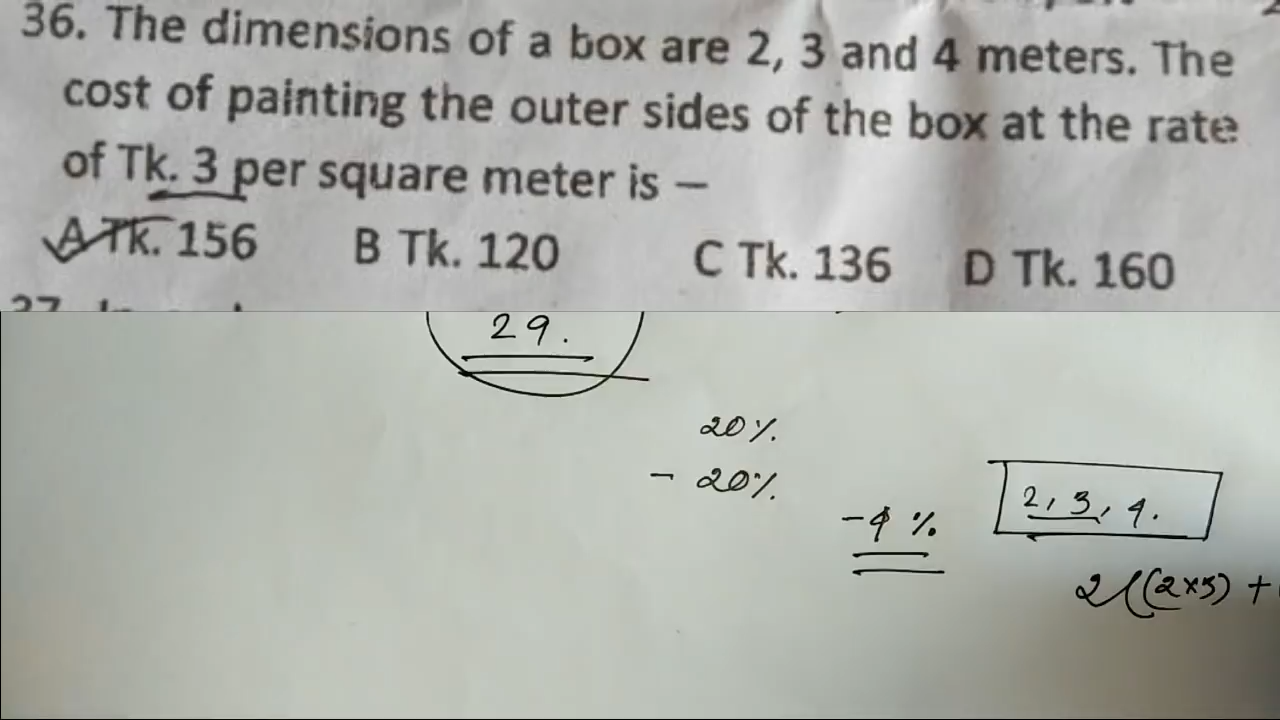 36. The dimensions of a box are 2, 3 and 4 meters. The
cost of painting the outer sides of the box at the rate
of Tk. 3 per square meter is –
A Tk. 156 B Tk. 120 C Tk. 136 D Tk. 160
29.
20%
- 20%
-4 %
2, 3, 4.
2((2×3) +